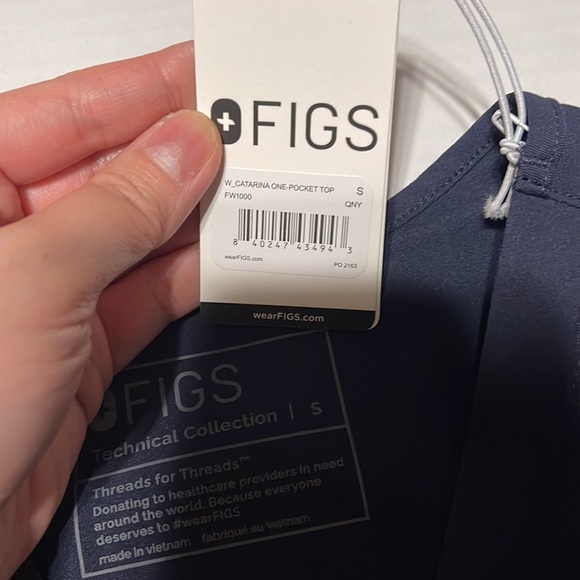 FIGS
W_CATARINA ONE-POCKET TOP S
FW1000 QNY
8 40247 43494 3
wearFIGS.com PO 2163
wearFIGS.com
FIGS
Technical Collection | S
Threads for Threads™
Donating to healthcare providers in need
around the world. Because everyone
deserves to #wearFIGS
made in vietnam fabriqué au vietnam